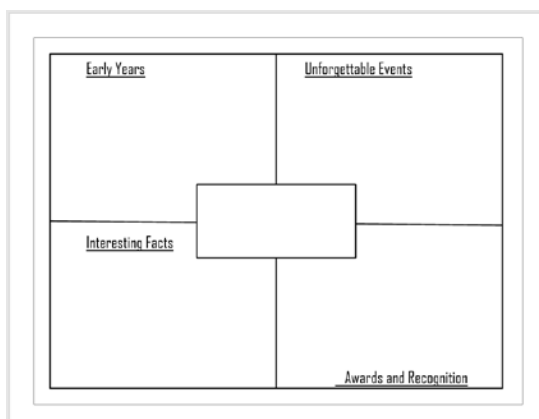 Early Years
Unforgettable Events
Interesting Facts
Awards and Recognition